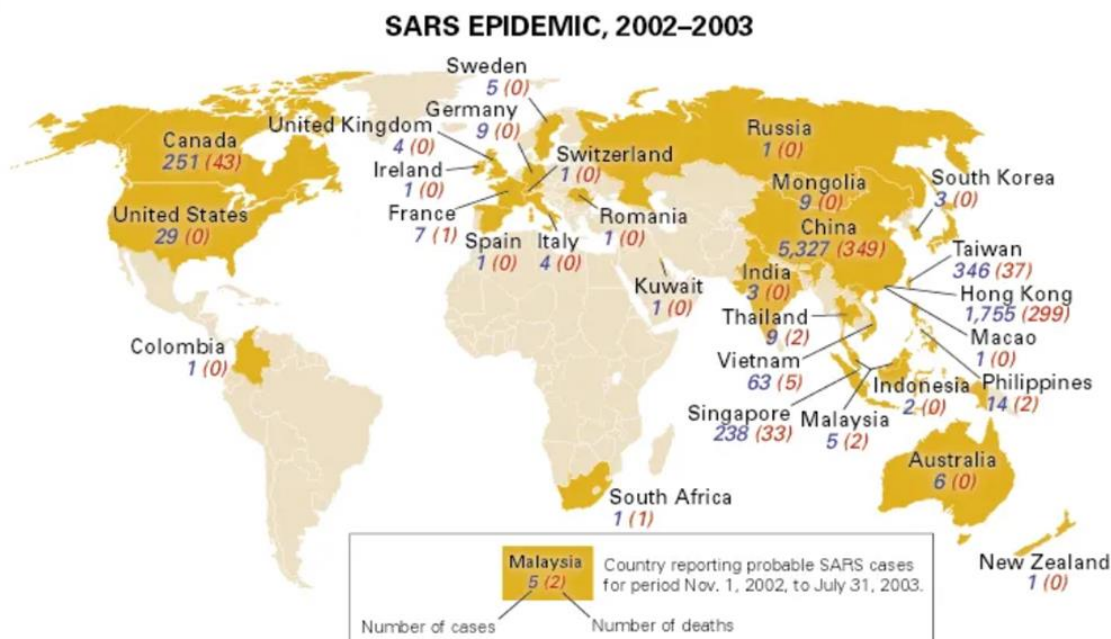 SARS EPIDEMIC, 2002–2003
Sweden
5 (0)
Germany
9 (0)
United Kingdom
4 (0)
Ireland
1 (0)
France
7 (1)
Spain
1 (0)
Italy
4 (0)
Switzerland
1 (0)
Romania
1 (0)
Canada
251 (43)
United States
29 (0)
Colombia
1 (0)
Russia
1 (0)
Mongolia
9 (0)
China
5,327 (349)
South Korea
3 (0)
Taiwan
346 (37)
Hong Kong
1,755 (299)
Macao
1 (0)
Philippines
14 (2)
Kuwait
1 (0)
India
3 (0)
Thailand
9 (2)
Vietnam
63 (5)
Singapore
238 (33)
Malaysia
5 (2)
Indonesia
2 (0)
Australia
6 (0)
New Zealand
1 (0)
South Africa
1 (1)
Malaysia
5 (2)
Country reporting probable SARS cases
for period Nov. 1, 2002, to July 31, 2003.
Number of cases
Number of deaths